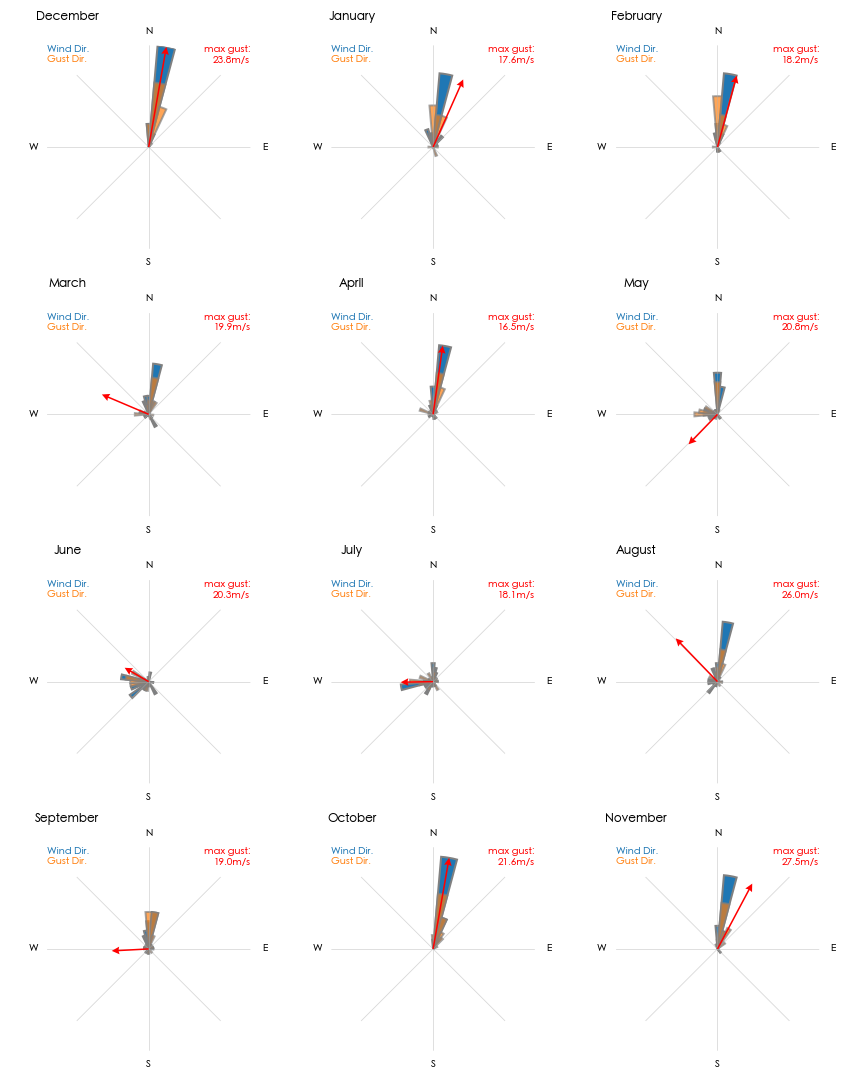 December
N
Wind Dir.
Gust Dir.
max gust:
23.8m/s
W
E
S
January
N
Wind Dir.
Gust Dir.
max gust:
17.6m/s
W
E
S
February
N
Wind Dir.
Gust Dir.
max gust:
18.2m/s
W
E
S
March
N
Wind Dir.
Gust Dir.
max gust:
19.9m/s
W
E
S
April
N
Wind Dir.
Gust Dir.
max gust:
16.5m/s
W
E
S
May
N
Wind Dir.
Gust Dir.
max gust:
20.8m/s
W
E
S
June
N
Wind Dir.
Gust Dir.
max gust:
20.3m/s
W
E
S
July
N
Wind Dir.
Gust Dir.
max gust:
18.1m/s
W
E
S
August
N
Wind Dir.
Gust Dir.
max gust:
26.0m/s
W
E
S
September
N
Wind Dir.
Gust Dir.
max gust:
19.0m/s
W
E
S
October
N
Wind Dir.
Gust Dir.
max gust:
21.6m/s
W
E
S
November
N
Wind Dir.
Gust Dir.
max gust:
27.5m/s
W
E
S